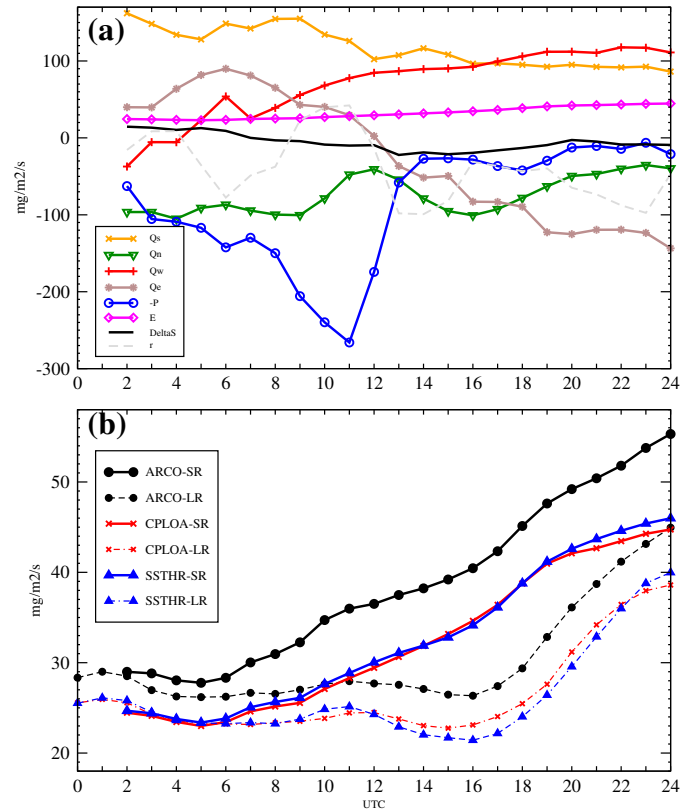 (a)
mg/m2/s
100
0
-100
-200
-300
Qs
Qn
Qw
Qe
-P
E
DeltaS
r
0 2 4 6 8 10 12 14 16 18 20 22 24
(b)
mg/m2/s
50
40
30
20
ARCO-SR
ARCO-LR
CPLOA-SR
CPLOA-LR
SSTHR-SR
SSTHR-LR
0 2 4 6 8 10 12 14 16 18 20 22 24
UTC